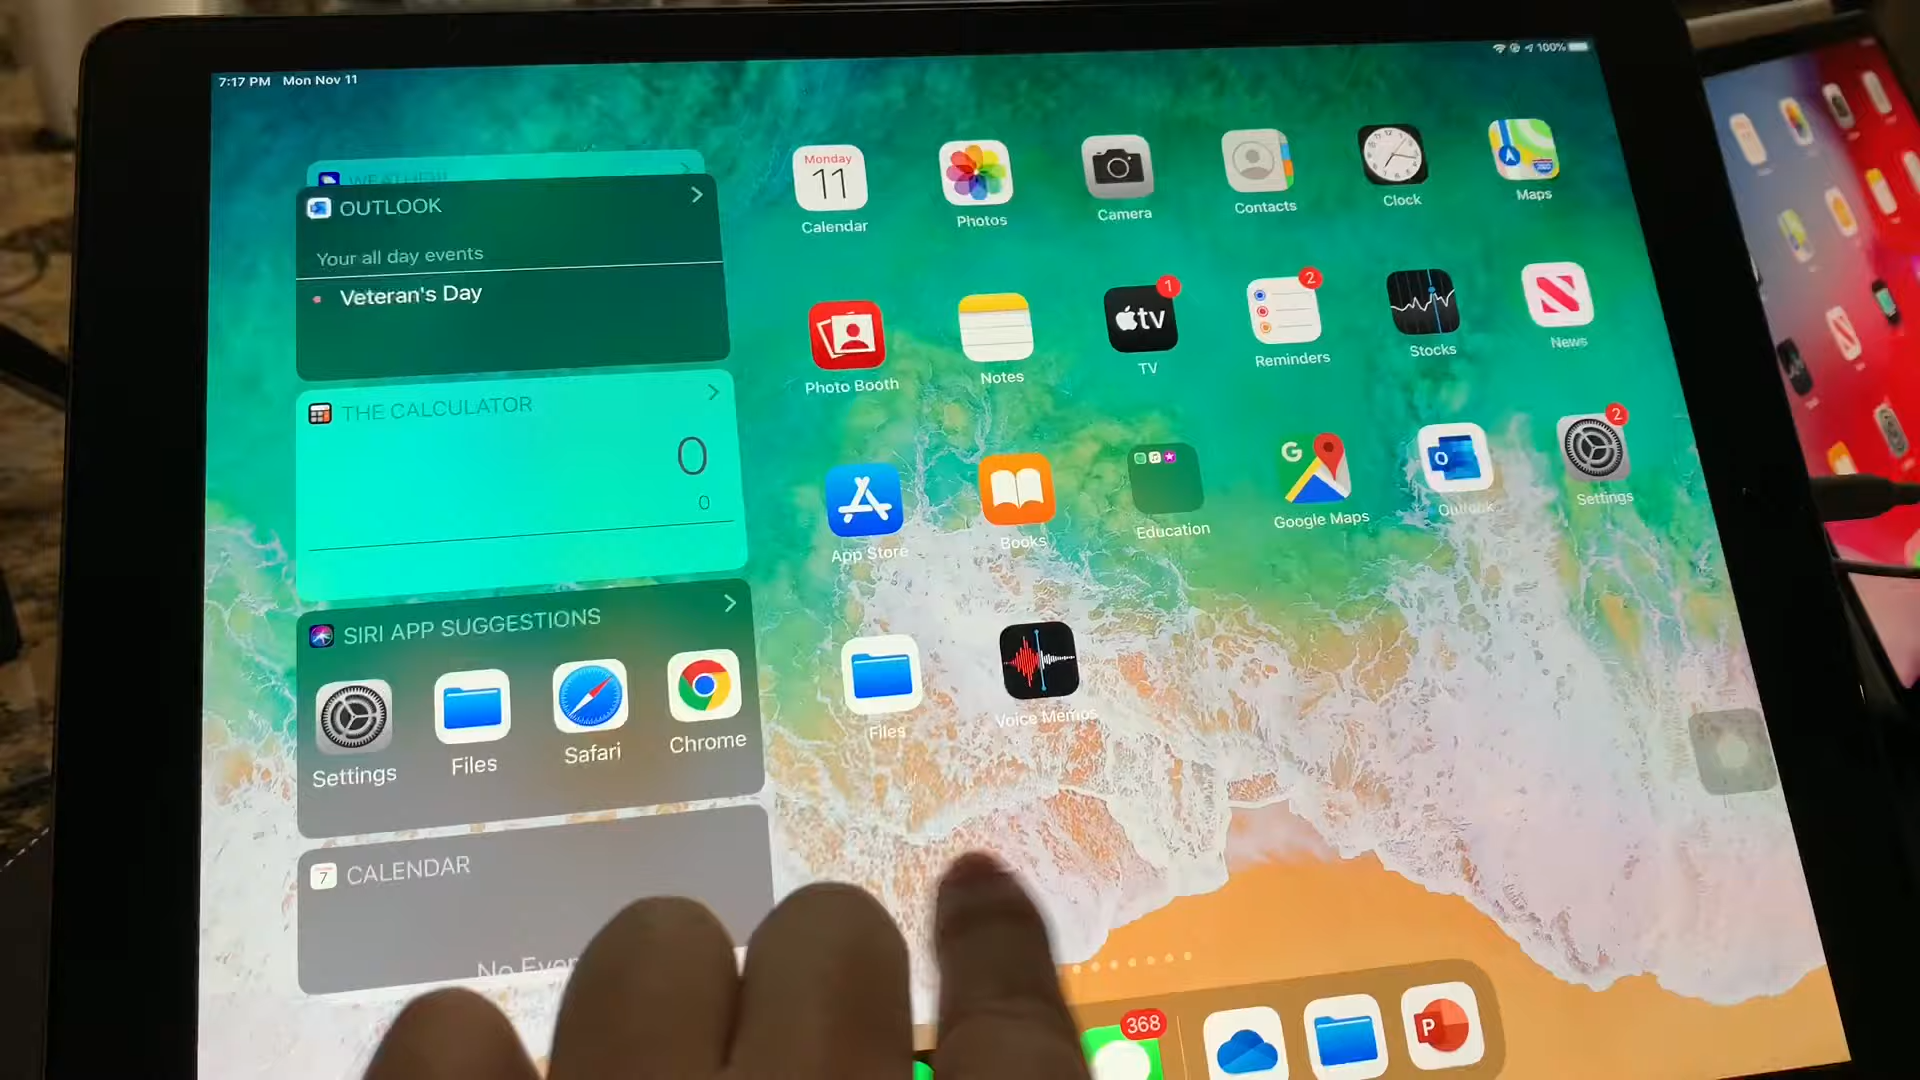 7:17 PM Mon Nov 11
100%
WEATHER
OUTLOOK
Your all day events
Veteran's Day
THE CALCULATOR
0
0
SIRI APP SUGGESTIONS
Settings Files Safari Chrome
7 CALENDAR
Monday
11
Calendar Photos Camera Contacts Clock Maps
tv 1 2
Photo Booth Notes TV Reminders Stocks News
2
App Store Books Education Google Maps Outlook Settings
Files Voice Memos
368
P